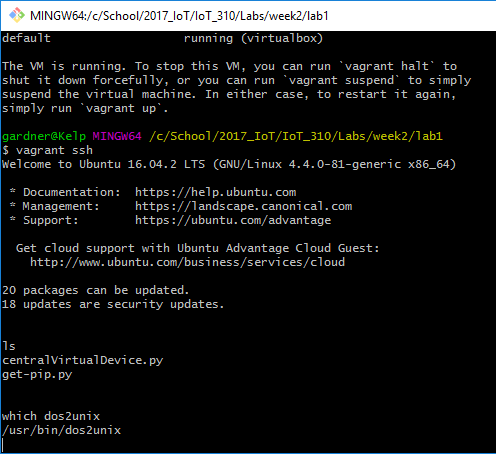 MINGW64:/c/School/2017_IoT/IoT_310/Labs/week2/lab1
default                   running (virtualbox)
The VM is running. To stop this VM, you can run `vagrant halt` to
shut it down forcefully, or you can run `vagrant suspend` to simply
suspend the virtual machine. In either case, to restart it again,
simply run `vagrant up`.
gardner@Kelp MINGW64 /c/School/2017_IoT/IoT_310/Labs/week2/lab1
$ vagrant ssh
Welcome to Ubuntu 16.04.2 LTS (GNU/Linux 4.4.0-81-generic x86_64)
* Documentation:  https://help.ubuntu.com
* Management:     https://landscape.canonical.com
* Support:        https://ubuntu.com/advantage
Get cloud support with Ubuntu Advantage Cloud Guest:
http://www.ubuntu.com/business/services/cloud
20 packages can be updated.
18 updates are security updates.
ls
centralVirtualDevice.py
get-pip.py
which dos2unix
/usr/bin/dos2unix